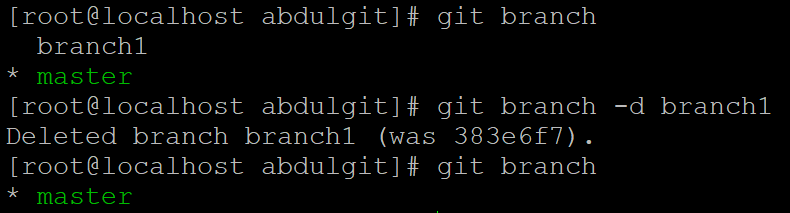 [root@localhost abdulgit]# git branch
  branch1
* master
[root@localhost abdulgit]# git branch -d branch1
Deleted branch branch1 (was 383e6f7).
[root@localhost abdulgit]# git branch
* master